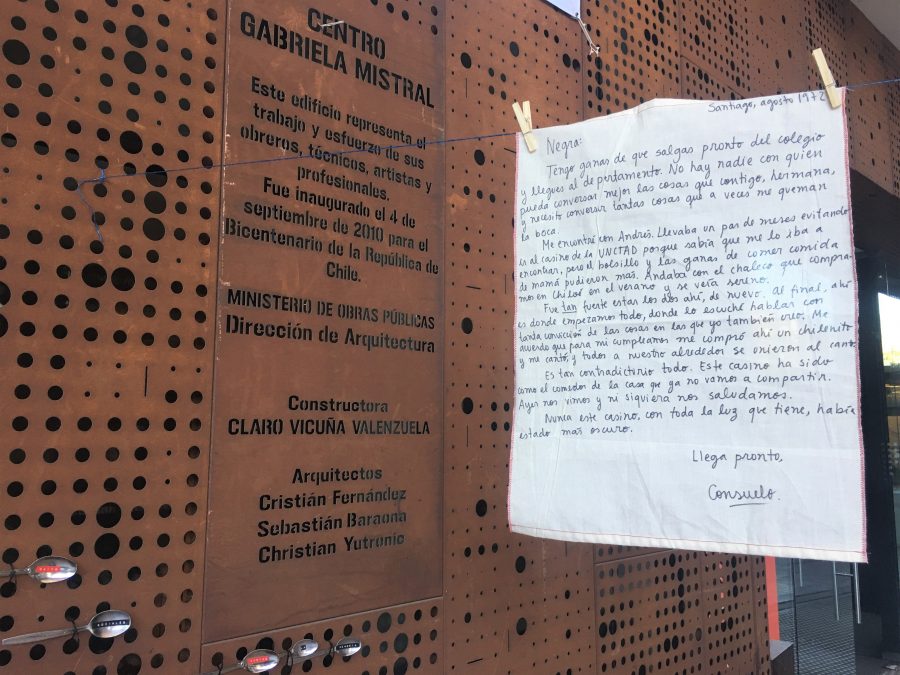 CENTRO
GABRIELA MISTRAL
Este edificio representa el
trabajo y esfuerzo de sus
obreros, técnicos, artistas y
profesionales.
Fue inaugurado el 4 de
septiembre de 2010 para el
Bicentenario de la República de
Chile.
MINISTERIO DE OBRAS PÚBLICAS
Dirección de Arquitectura
Constructora
CLARO VICUÑA VALENZUELA
Arquitectos
Cristián Fernández
Sebastián Baraona
Christian Yutronic
Santiago, agosto 1972
Negra:
Tengo ganas de que salgas pronto del colegio
y llegues al departamento. No hay nadie con quien
pueda conversar mejor las cosas que contigo, hermana,
y necesito conversar tantas cosas que a veces me queman
la boca.
Me encontré con Andrés. Llevaba un par de meses evitando
ir al casino de la UNCTAD porque sabía que me lo iba a
encontrar, pero el bolsillo y las ganas de comer comida
de mamá pudieron más. Andaba con el chaleco que compra-
mos en Chiloé en el verano y se veía sereno.
Fue tan fuerte estar los dos ahí, de nuevo. Al final, ahí
es donde empezamos todo, donde lo escuché hablar con
tanta convicción de las cosas en las que yo también creo. Me
acuerdo que para mi cumpleaños me compró ahí un chilenito
y me cantó, y todos a nuestro alrededor se unieron al canto.
Es tan contradictorio todo. Este casino ha sido
como el comedor de la casa que ya no vamos a compartir.
Ayer nos vimos y ni siquiera nos saludamos.
Nunca este casino, con toda la luz que tiene, había
estado más oscuro.
Llega pronto,
Consuelo.